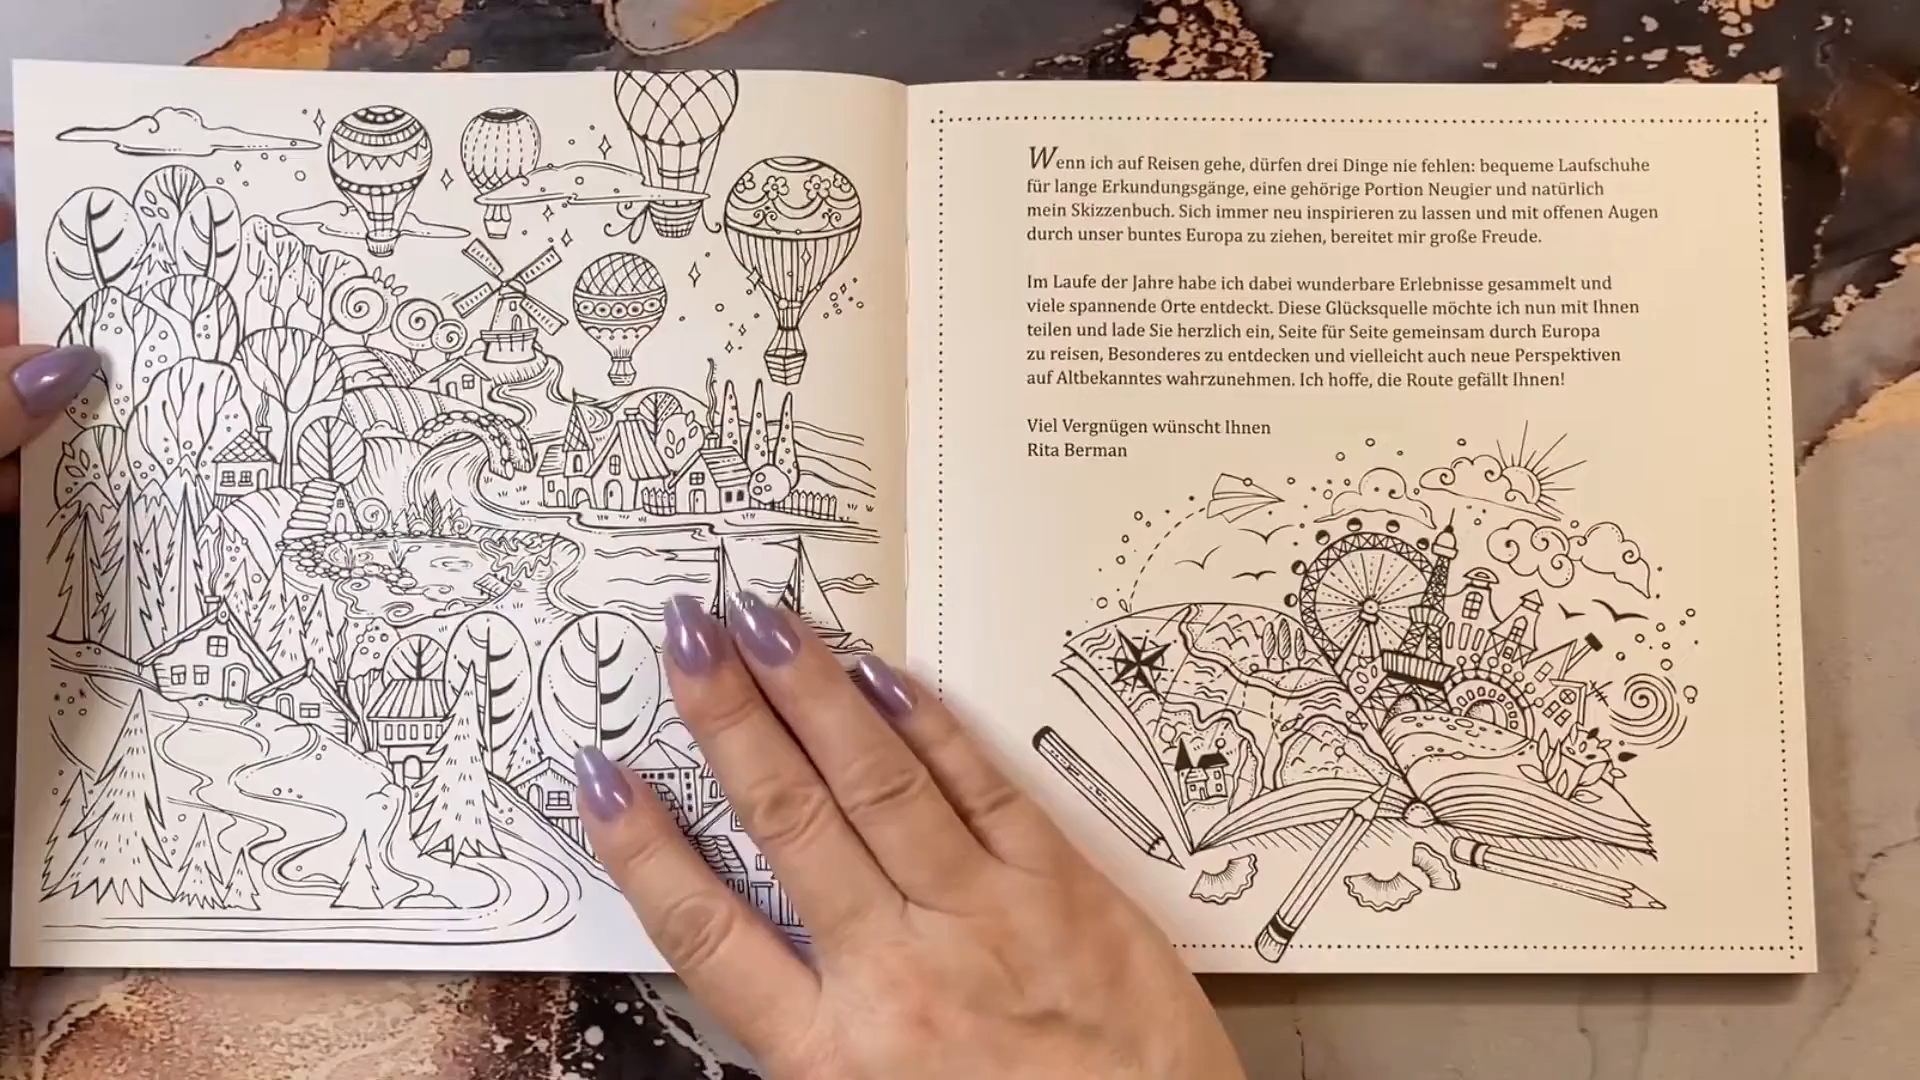 Wenn ich auf Reisen gehe, dürfen drei Dinge nie fehlen: bequeme Laufschuhe
für lange Erkundungsgänge, eine gehörige Portion Neugier und natürlich
mein Skizzenbuch. Sich immer neu inspirieren zu lassen und mit offenen Augen
durch unser buntes Europa zu ziehen, bereitet mir große Freude.
Im Laufe der Jahre habe ich dabei wunderbare Erlebnisse gesammelt und
viele spannende Orte entdeckt. Diese Glücksquelle möchte ich nun mit Ihnen
teilen und lade Sie herzlich ein, Seite für Seite gemeinsam durch Europa
zu reisen, Besonderes zu entdecken und vielleicht auch neue Perspektiven
auf Altbekanntes wahrzunehmen. Ich hoffe, die Route gefällt Ihnen!
Viel Vergnügen wünscht Ihnen
Rita Berman